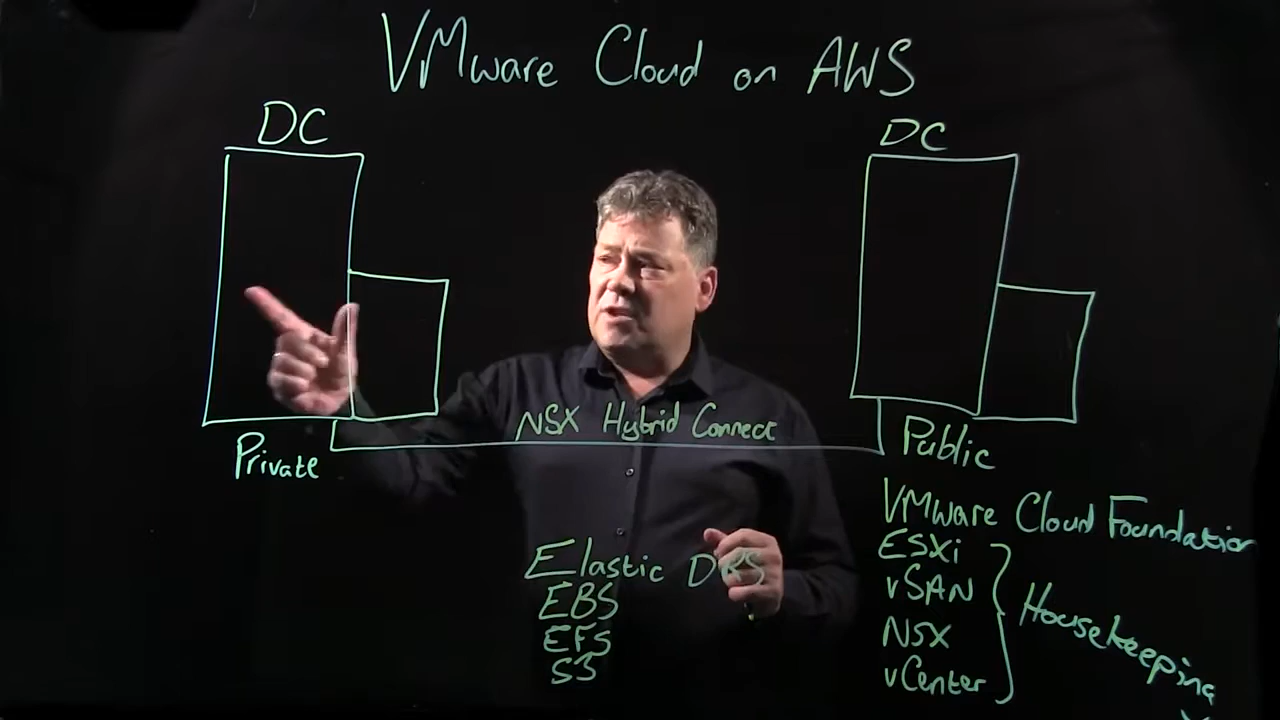 VMware Cloud on AWS
DC
DC
NSX Hybrid Connect
Private
Public
VMware Cloud Foundation
ESXi
vSAN
NSX
vCenter
Housekeeping
Elastic DRS
EBS
EFS
S3